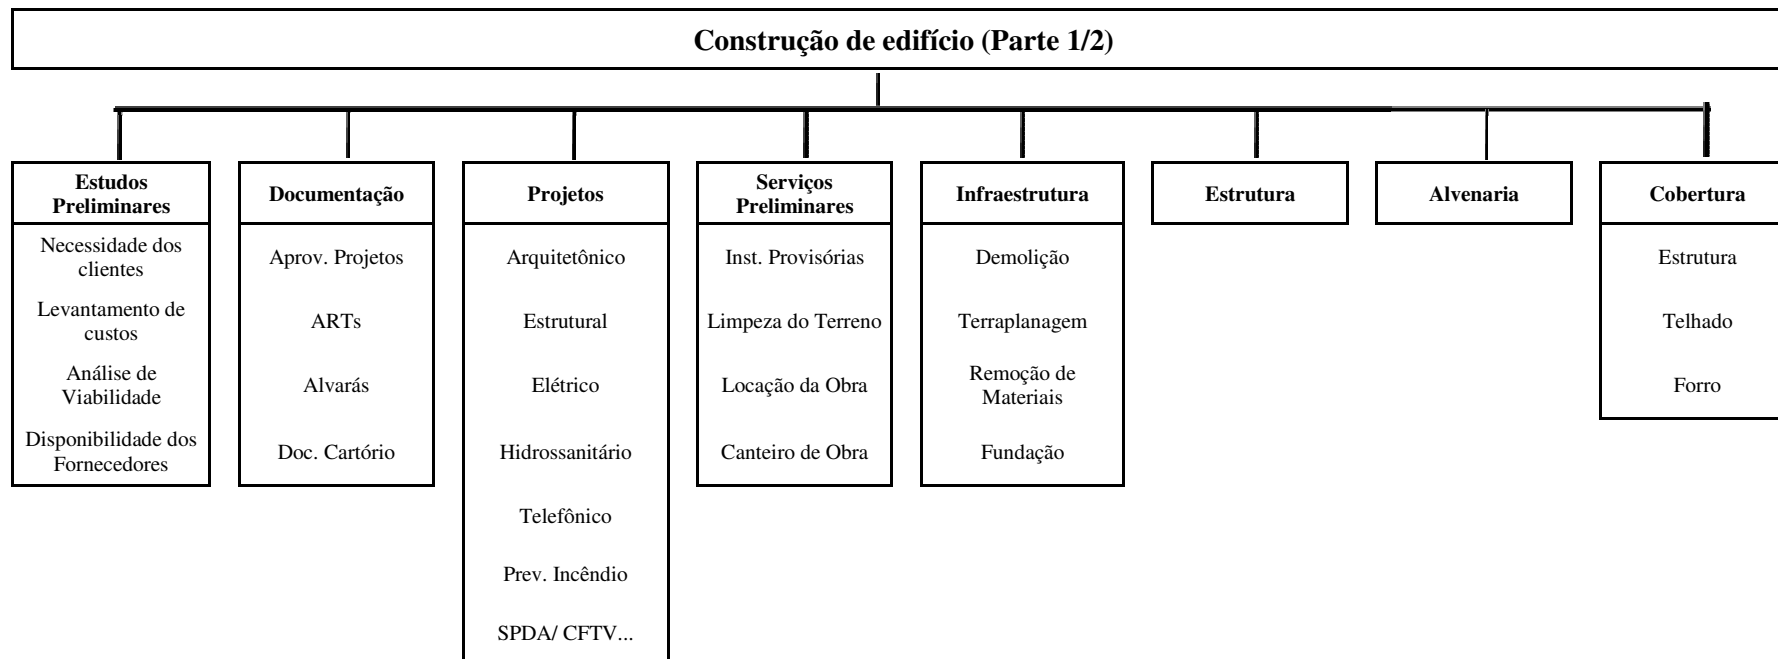 Construção de edifício (Parte 1/2)
Estudos
Preliminares
Necessidade dos
clientes
Levantamento de
custos
Análise de
Viabilidade
Disponibilidade dos
Fornecedores
Documentação
Aprov. Projetos
ARTs
Alvarás
Doc. Cartório
Projetos
Arquitetônico
Estrutural
Elétrico
Hidrossanitário
Telefônico
Prev. Incêndio
SPDA/ CFTV...
Serviços
Preliminares
Inst. Provisórias
Limpeza do Terreno
Locação da Obra
Canteiro de Obra
Infraestrutura
Demolição
Terraplanagem
Remoção de
Materiais
Fundação
Estrutura
Alvenaria
Cobertura
Estrutura
Telhado
Forro